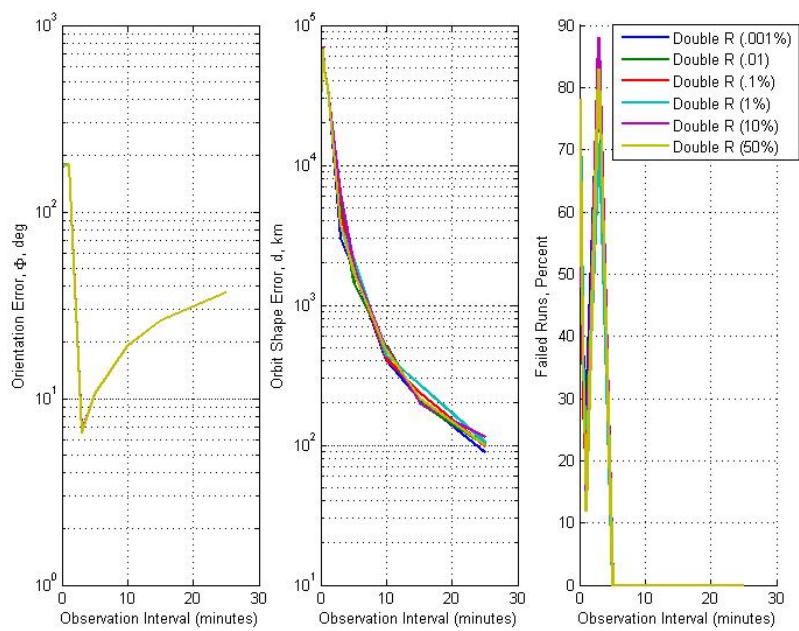 Orientation Error, Φ, deg
10^3
10^2
10^1
10^0
0 10 20 30
Observation Interval (minutes)
Orbit Shape Error, d, km
10^5
10^4
10^3
10^2
10^1
0 10 20 30
Observation Interval (minutes)
Failed Runs, Percent
90
80
70
60
50
40
30
20
10
0
0 10 20 30
Observation Interval (minutes)
Double R (.001%)
Double R (.01)
Double R (.1%)
Double R (1%)
Double R (10%)
Double R (50%)